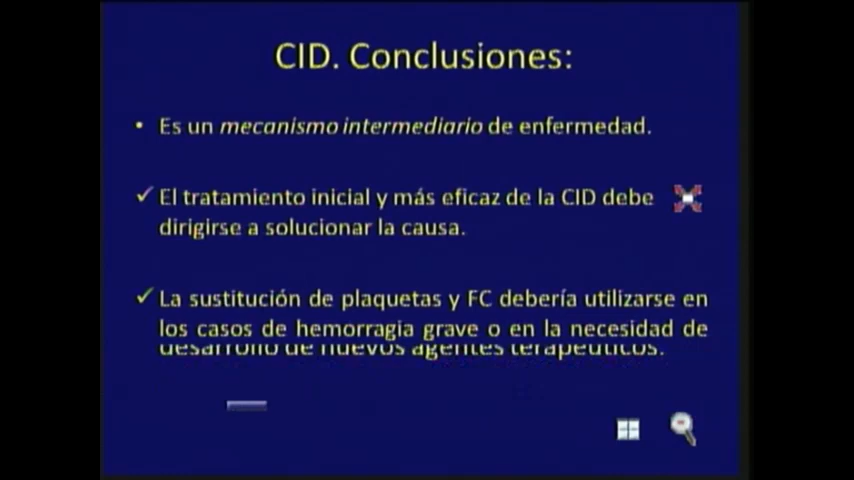 CID. Conclusiones:
• Es un mecanismo intermediario de enfermedad.
✓ El tratamiento inicial y más eficaz de la CID debe
dirigirse a solucionar la causa.
✓ La sustitución de plaquetas y FC debería utilizarse en
los casos de hemorragia grave o en la necesidad de
desarrollo de nuevos agentes terapéuticos.